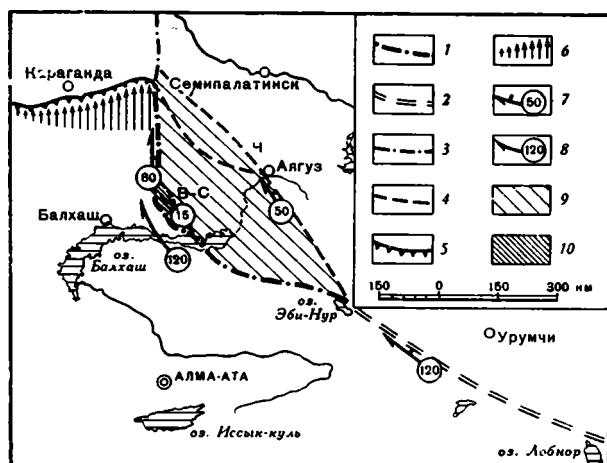 Караганда
Семипалатинск
Ч
Аягуз
80
В-С
15
50
Балхаш
оз.
Балхаш
120
оз.
Эби-Нур
АЛМА-АТА
оз. Иссык-куль
Урумчи
120
оз. Лобнор
1
2
3
4
5
6
50
7
120
8
9
10
150 0 150 300 км